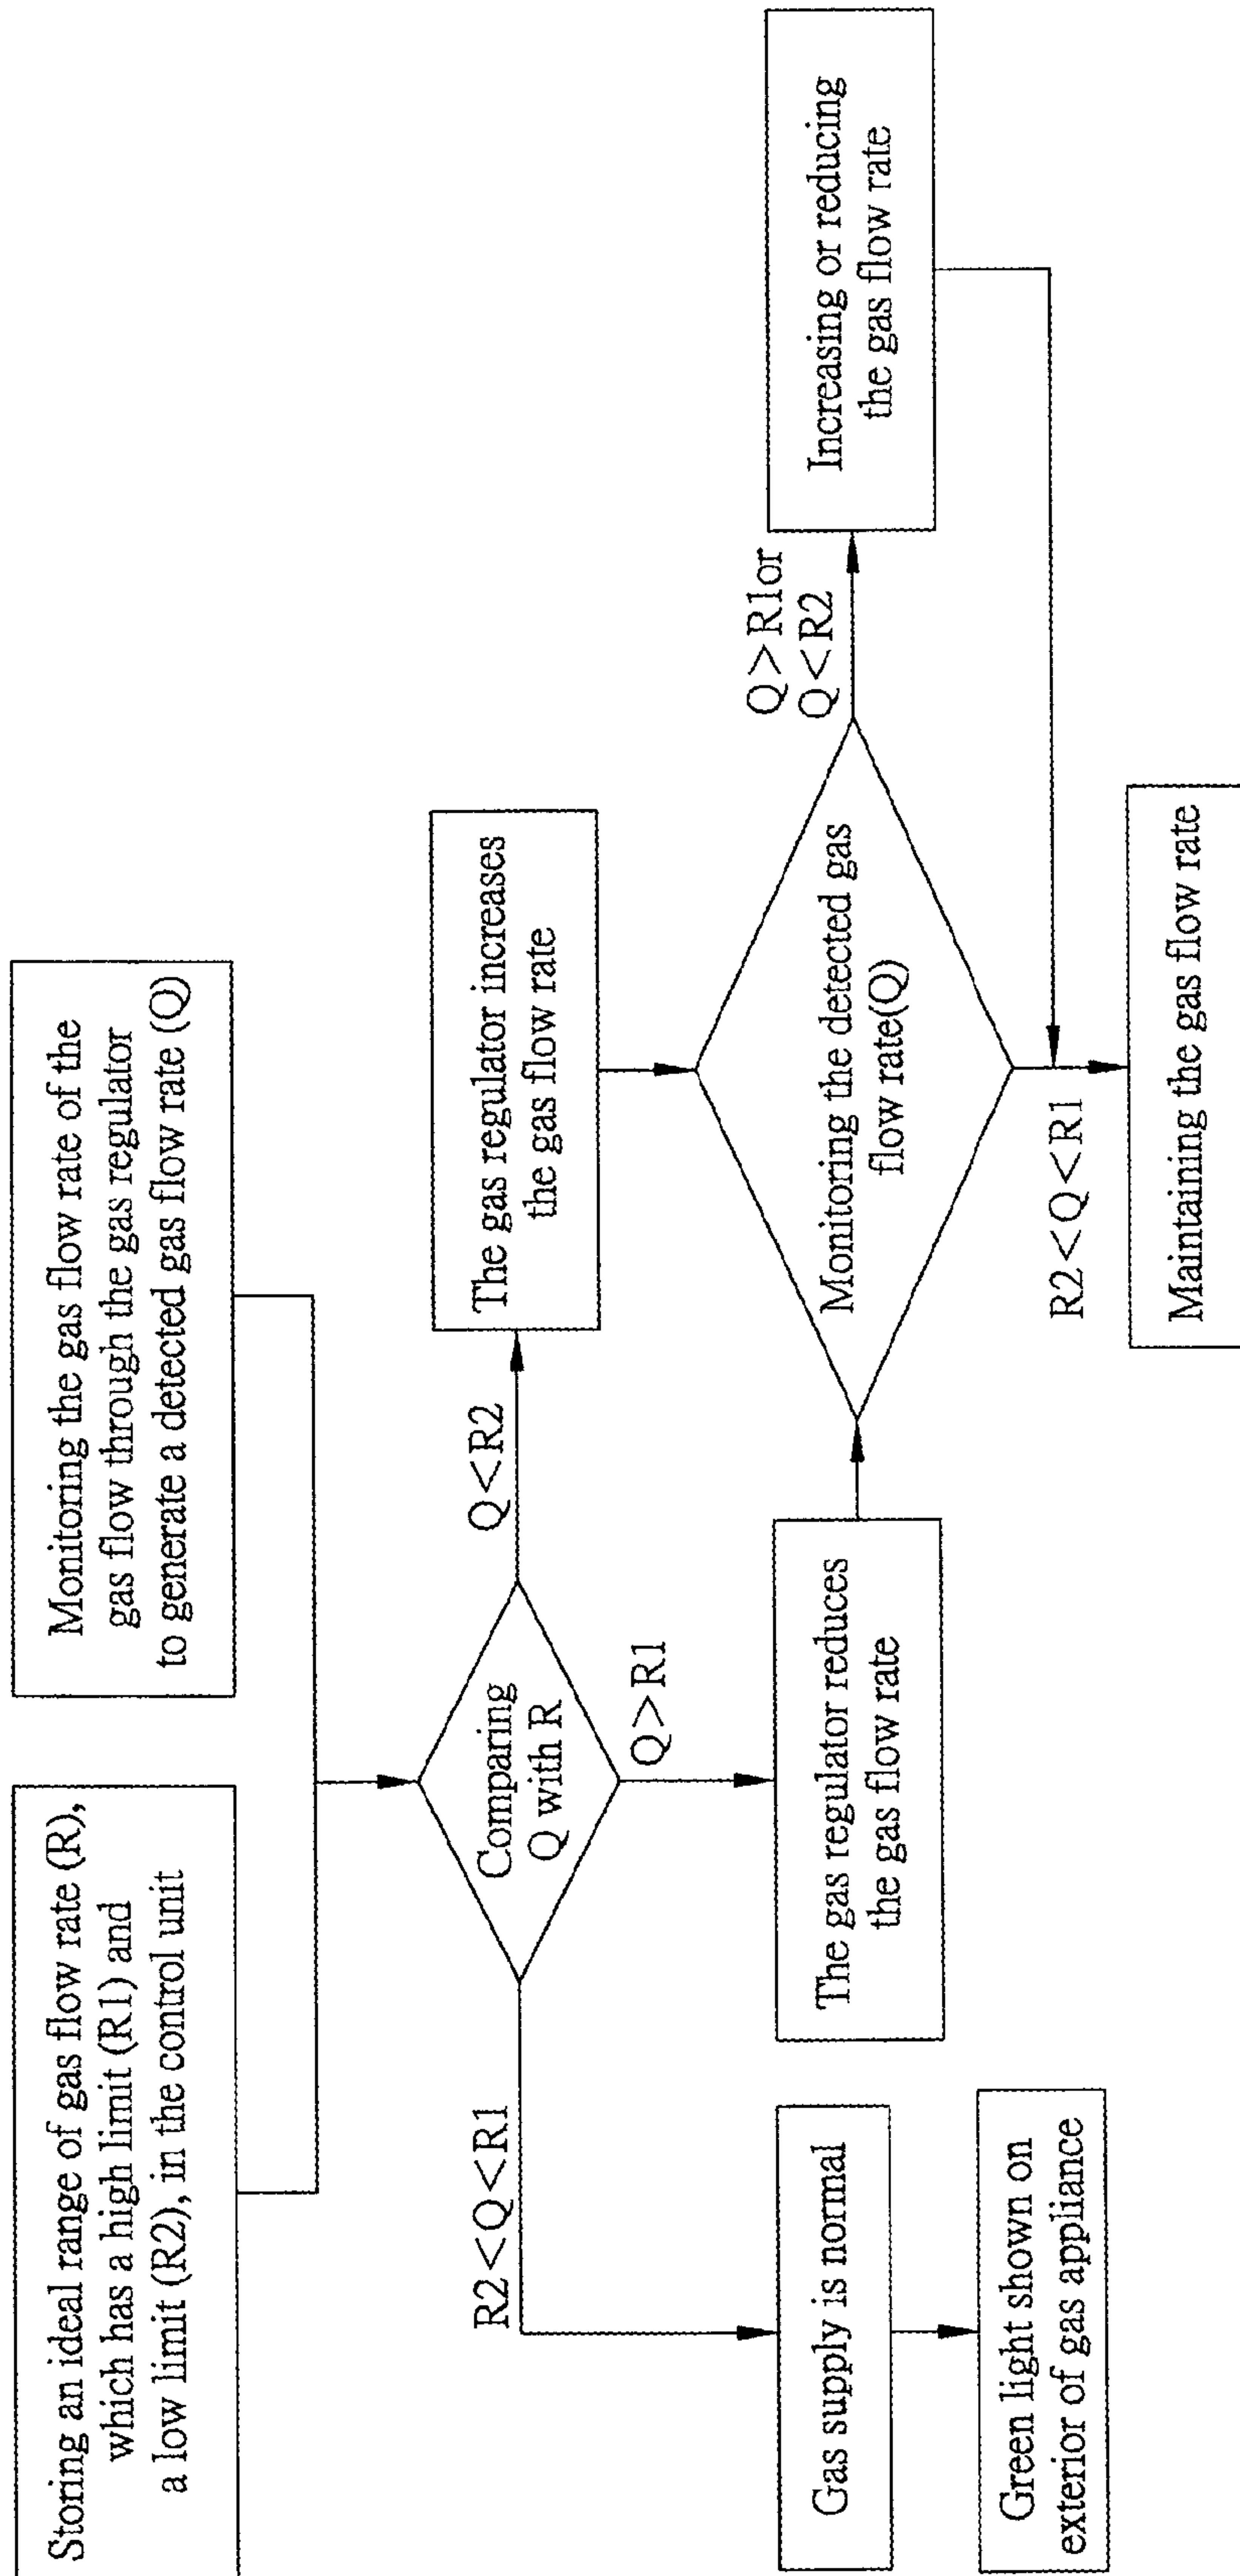 Storing an ideal range of gas flow rate (R),
which has a high limit (R1) and
a low limit (R2), in the control unit
Monitoring the gas flow rate of the
gas flow through the gas regulator
to generate a detected gas flow rate (Q)
Comparing
Q with R
R2<Q<R1
Q<R2
Q>R1
Gas supply is normal
Green light shown on
exterior of gas appliance
The gas regulator reduces
the gas flow rate
The gas regulator increases
the gas flow rate
Monitoring the detected gas
flow rate(Q)
Q>R1or
Q<R2
Increasing or reducing
the gas flow rate
R2<Q<R1
Maintaining the gas flow rate